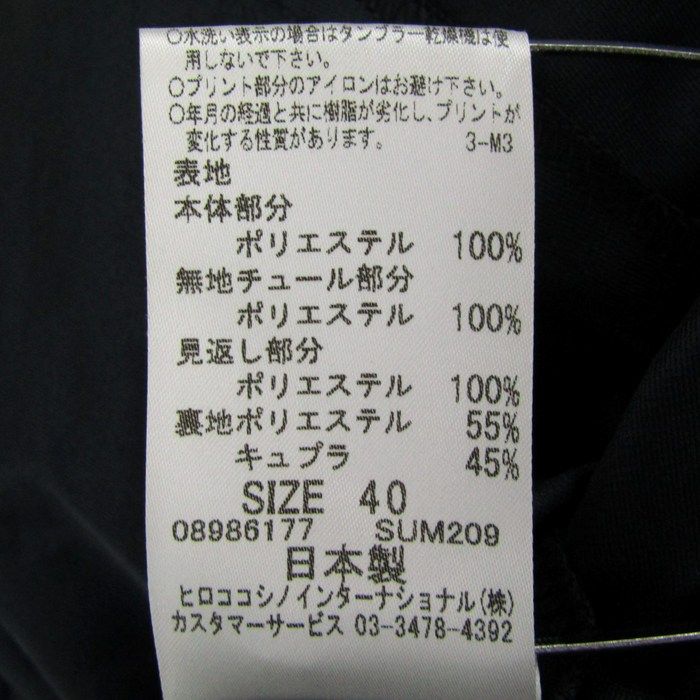 ○水洗い表示の場合はタンブラー乾燥機は使
用しないで下さい。
○プリント部分のアイロンはお避け下さい。
○年月の経過と共に樹脂が劣化し、プリントが
変化する性質があります。 3-M3
表地
本体部分
ポリエステル 100%
無地チュール部分
ポリエステル 100%
見返し部分
ポリエステル 100%
裏地ポリエステル 55%
キュプラ 45%
SIZE 40
08986177 SUM209
日本製
ヒロココシノインターナショナル(株)
カスタマーサービス 03-3478-4392